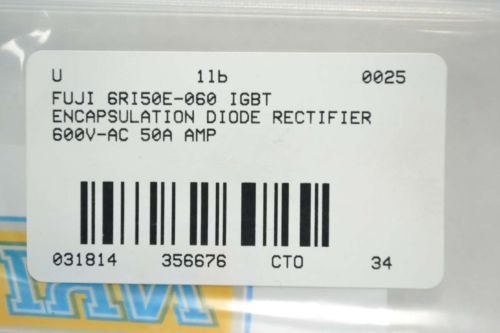 U 1lb 0025
FUJI 6RI50E-060 IGBT
ENCAPSULATION DIODE RECTIFIER
600V-AC 50A AMP
031814 356676 CTO 34